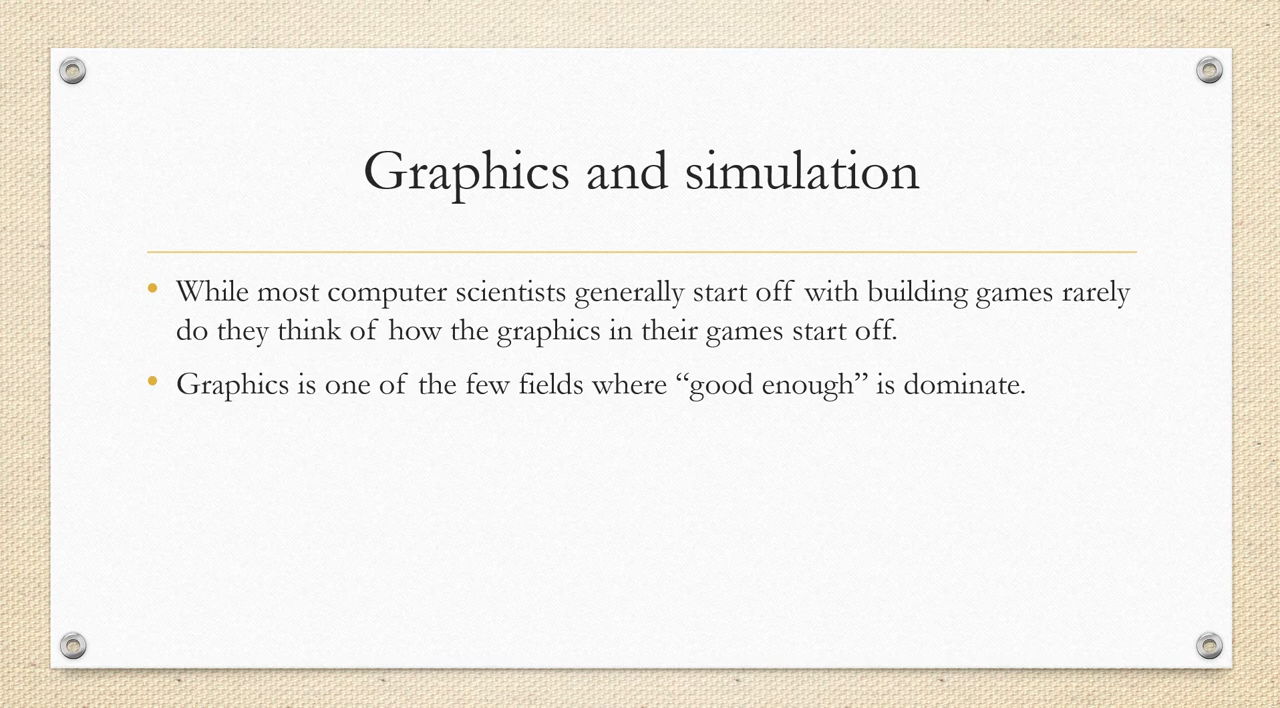 Graphics and simulation
• While most computer scientists generally start off with building games rarely
do they think of how the graphics in their games start off.
• Graphics is one of the few fields where “good enough” is dominate.